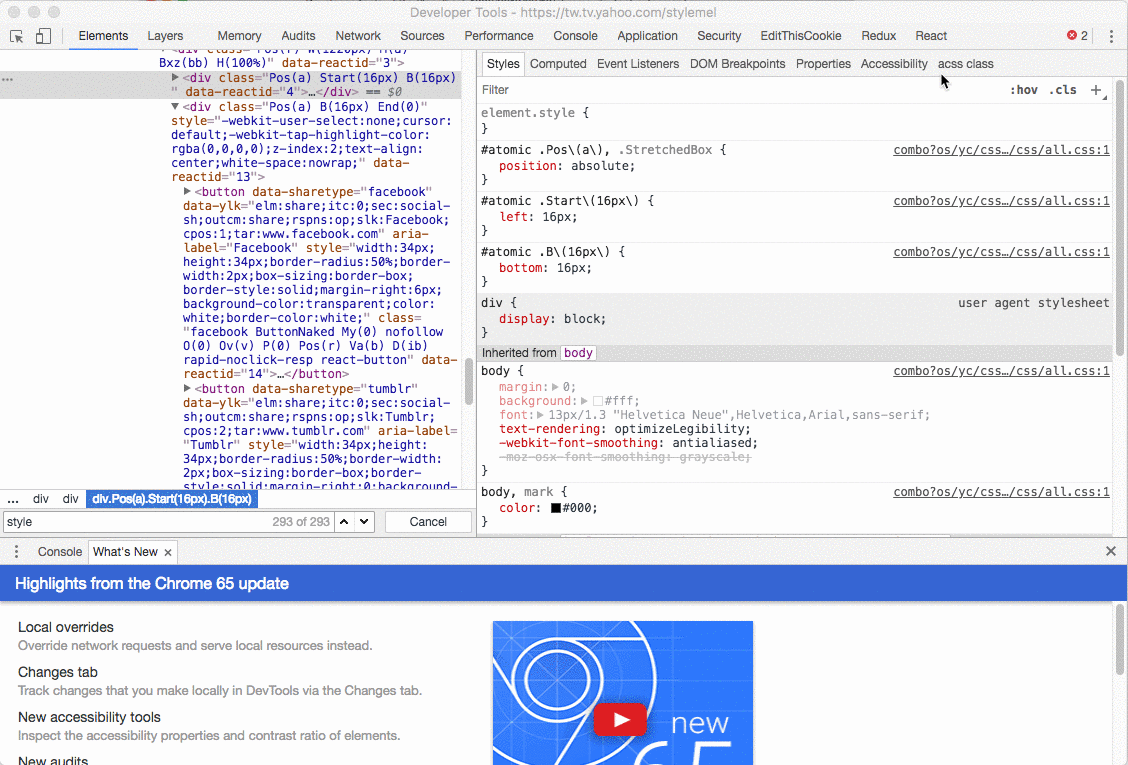 Developer Tools - https://tw.tv.yahoo.com/stylemel
Elements Layers Memory Audits Network Sources Performance Console Application Security EditThisCookie Redux React 2
Bxz(bb) H(100%)" data-reactid="3">
<div class="Pos(a) Start(16px) B(16px)
" data-reactid="4">…</div> == $0
<div class="Pos(a) B(16px) End(0)"
style="-webkit-user-select:none;cursor:
default;-webkit-tap-highlight-color:
rgba(0,0,0,0);z-index:2;text-align:
center;white-space:nowrap;" data-
reactid="13">
<button data-sharetype="facebook"
data-ylk="elm:share;itc:0;sec:social-
sh;outcm:share;rspns:op;slk:Facebook;
cpos:1;tar:www.facebook.com" aria-
label="Facebook" style="width:34px;
height:34px;border-radius:50%;border-
width:2px;box-sizing:border-box;
border-style:solid;margin-right:6px;
background-color:transparent;color:
white;border-color:white;" class=
"facebook ButtonNaked My(0) nofollow
O(0) Ov(v) P(0) Pos(r) Va(b) D(ib)
rapid-noclick-resp react-button" data-
reactid="14">…</button>
<button data-sharetype="tumblr"
data-ylk="elm:share;itc:0;sec:social-
sh;outcm:share;rspns:op;slk:Tumblr;
cpos:2;tar:www.tumblr.com" aria-label=
"Tumblr" style="width:34px;height:
34px;border-radius:50%;border-width:
2px;box-sizing:border-box;border-
style:solid;margin-right:0;background-
... div div div.Pos(a).Start(16px).B(16px)
style 293 of 293 Cancel
Styles Computed Event Listeners DOM Breakpoints Properties Accessibility acss class
Filter :hov .cls +
element.style {
}
#atomic .Pos\(a\), .StretchedBox { combo?os/yc/css…/css/all.css:1
position: absolute;
}
#atomic .Start\(16px\) { combo?os/yc/css…/css/all.css:1
left: 16px;
}
#atomic .B\(16px\) { combo?os/yc/css…/css/all.css:1
bottom: 16px;
}
div { user agent stylesheet
display: block;
}
Inherited from body
body { combo?os/yc/css…/css/all.css:1
margin: 0;
background: #fff;
font: 13px/1.3 "Helvetica Neue",Helvetica,Arial,sans-serif;
text-rendering: optimizeLegibility;
-webkit-font-smoothing: antialiased;
-moz-osx-font-smoothing: grayscale;
}
body, mark { combo?os/yc/css…/css/all.css:1
color: #000;
}
Console What's New
Highlights from the Chrome 65 update
Local overrides
Override network requests and serve local resources instead.
Changes tab
Track changes that you make locally in DevTools via the Changes tab.
New accessibility tools
Inspect the accessibility properties and contrast ratio of elements.
New audits
new
65